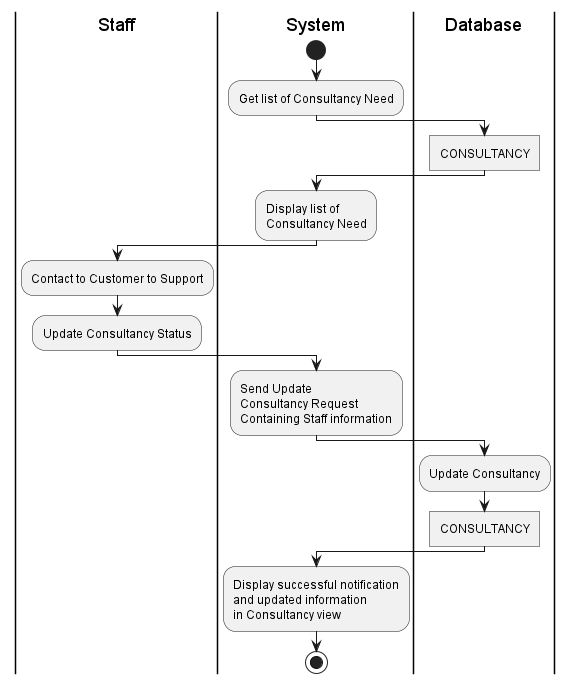 Staff
System
Database
Get list of Consultancy Need
CONSULTANCY
Display list of
Consultancy Need
Contact to Customer to Support
Update Consultancy Status
Send Update
Consultancy Request
Containing Staff information
Update Consultancy
CONSULTANCY
Display successful notification
and updated information
in Consultancy view